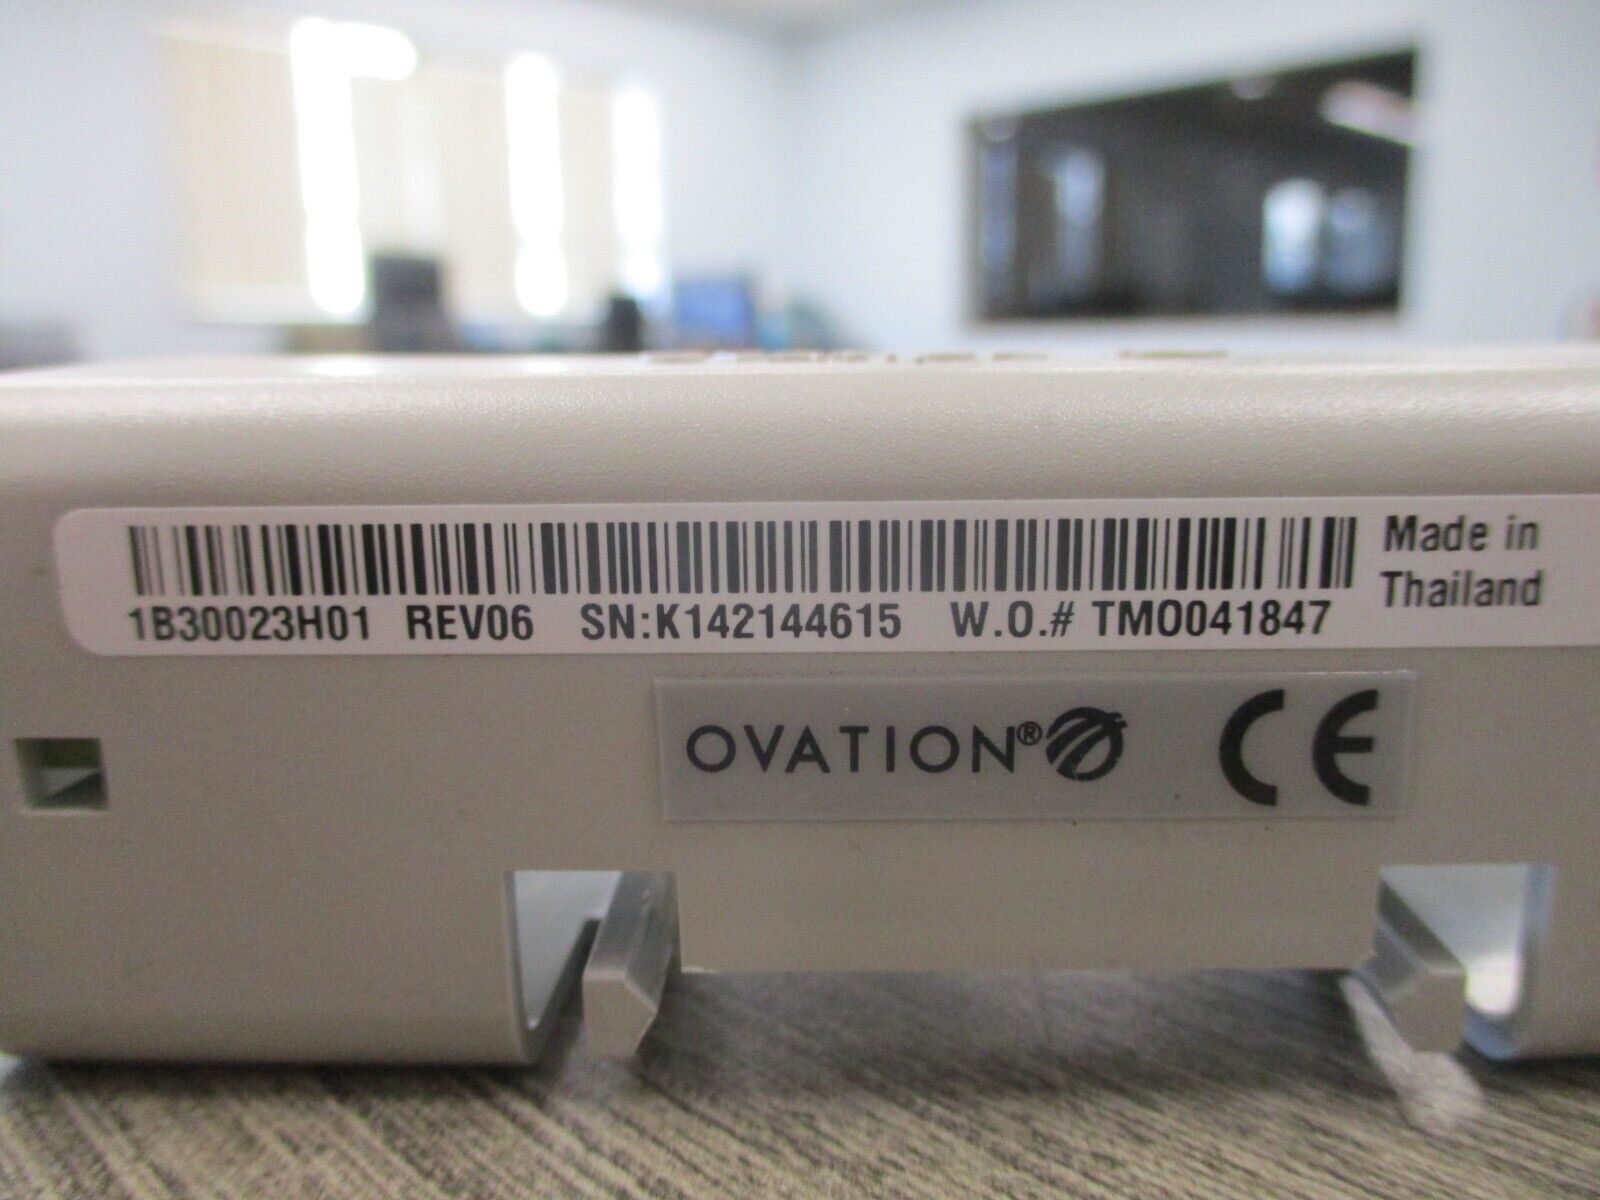 1B30023H01 REV06 SN:K142144615 W.O.# TMO041847
Made in
Thailand
OVATION®
CE